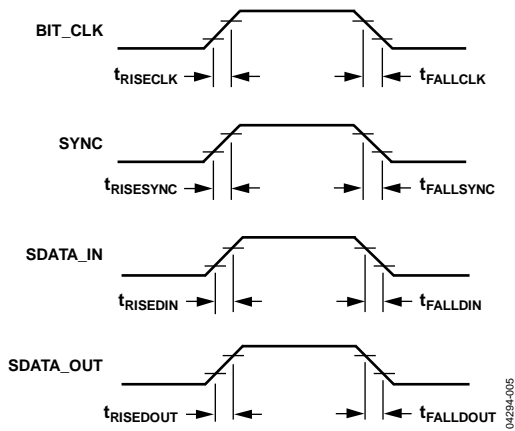 BIT_CLK
tRISECLK
tFALLCLK
SYNC
tRISESYNC
tFALLSYNC
SDATA_IN
tRISEDIN
tFALLDIN
SDATA_OUT
tRISEDOUT
tFALLDOUT
04294-005